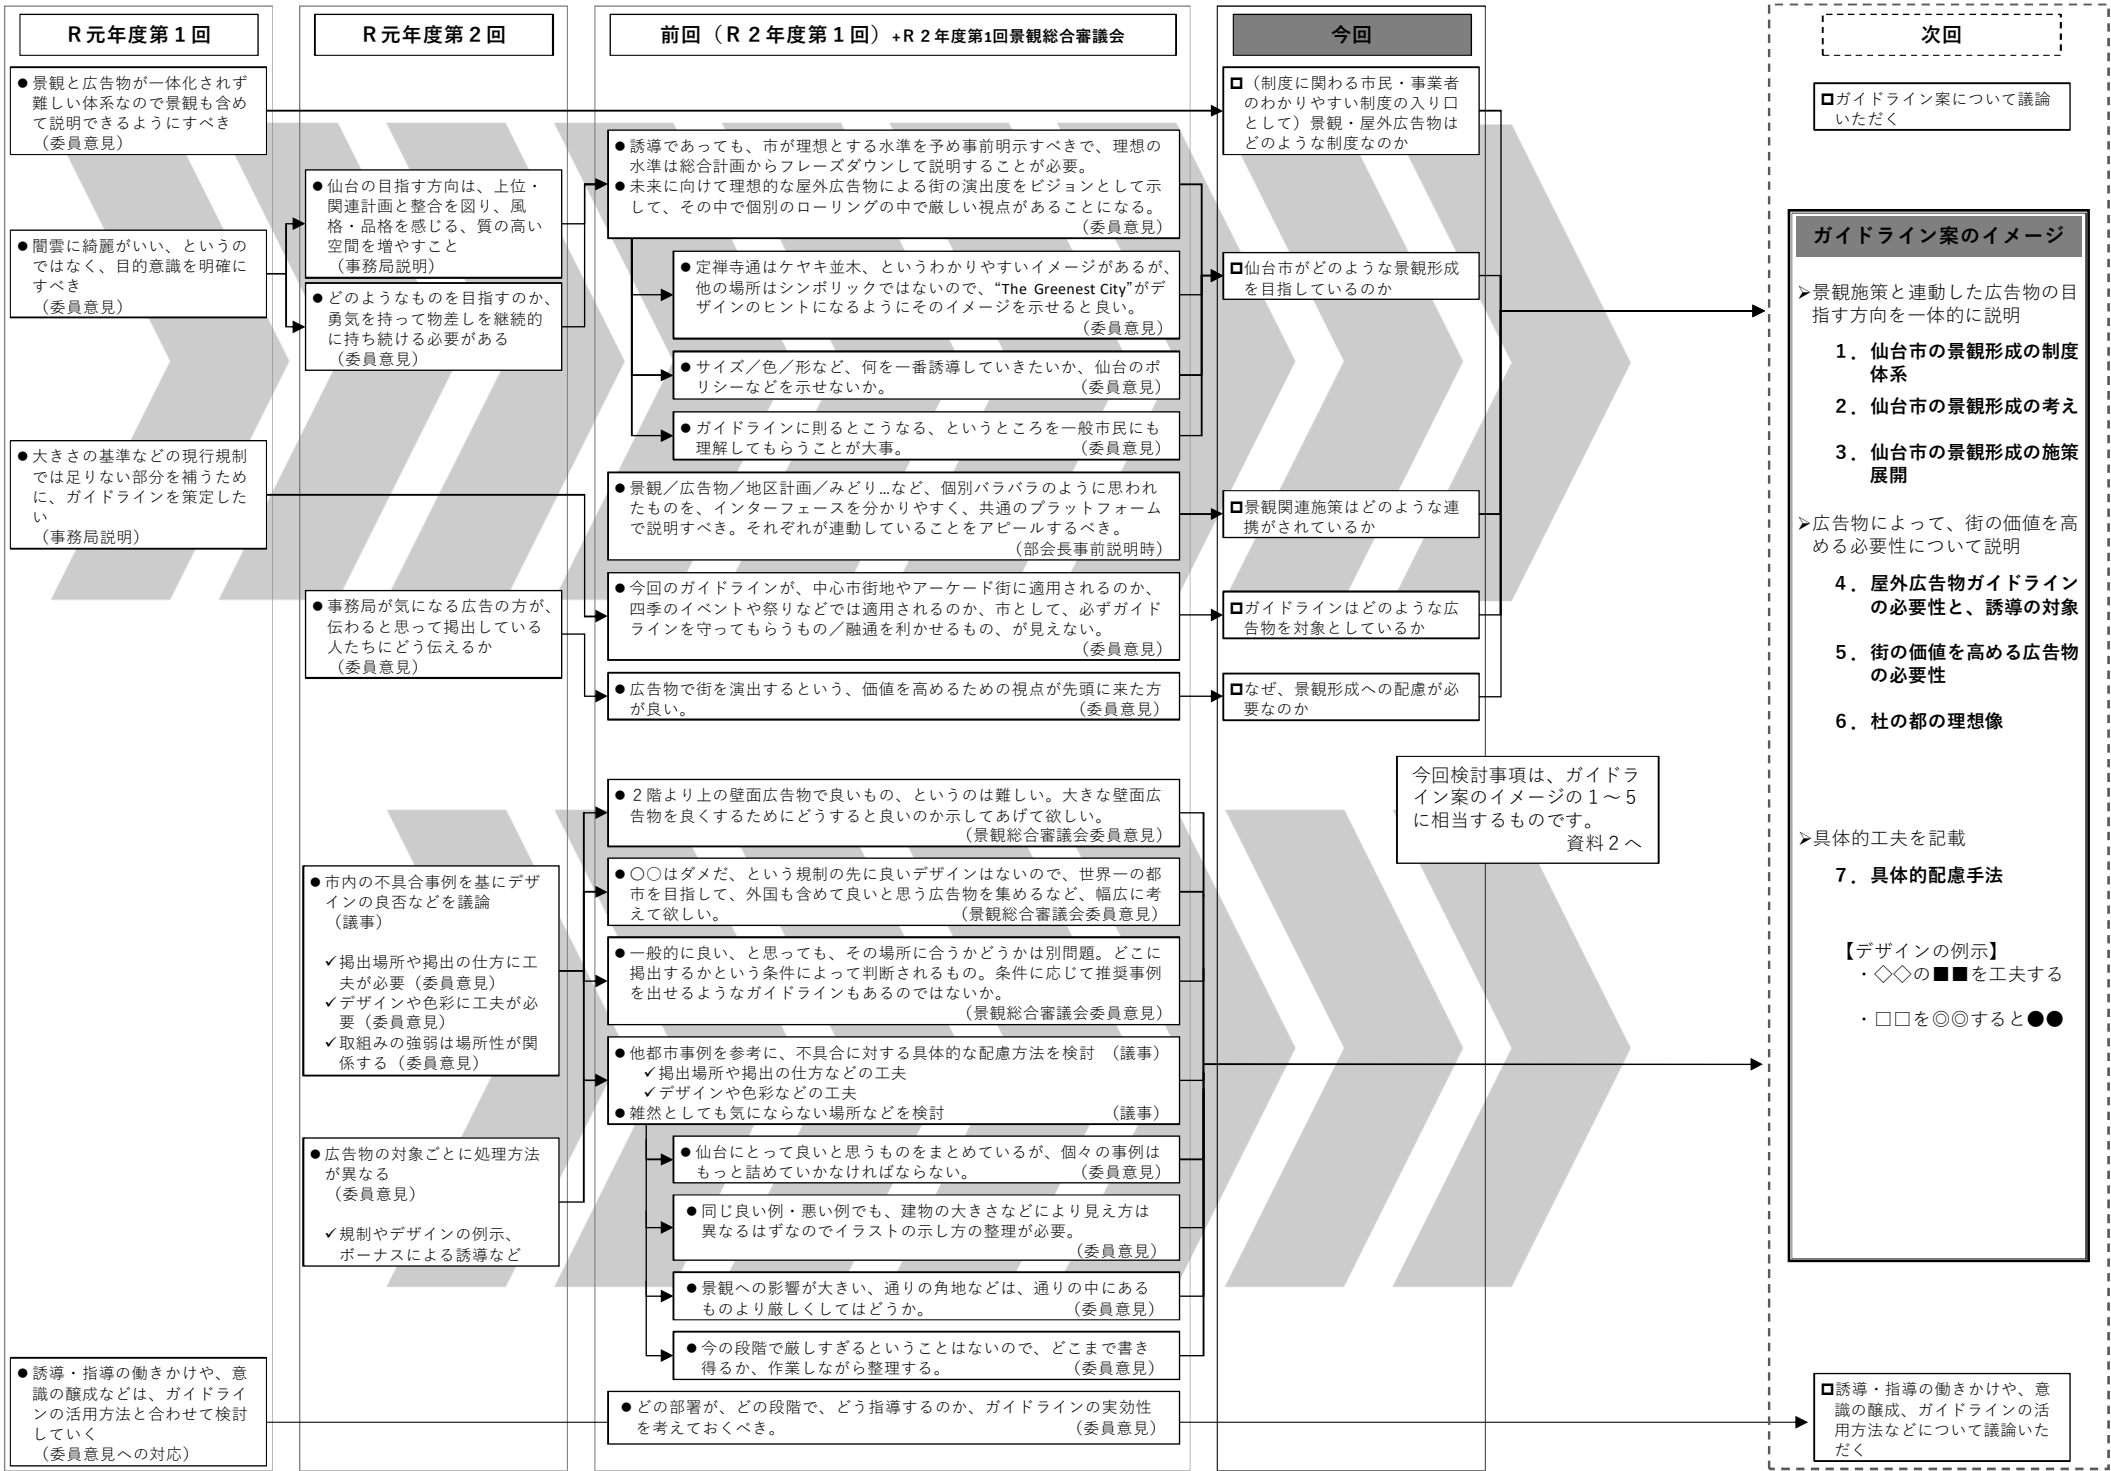 R元年度第1回
●景観と広告物が一体化されず
難しい体系なので景観も含め
て説明できるようにすべき
(委員意見)
●闇雲に綺麗がいい、というの
ではなく、目的意識を明確に
すべき
(委員意見)
●大きさの基準などの現行規制
では足りない部分を補うため
に、ガイドラインを策定した
い
(事務局説明)
●誘導・指導の働きかけや、意
識の醸成などは、ガイドライ
ンの活用方法と合わせて検討
していく
(委員意見への対応)
R元年度第2回
●仙台の目指す方向は、上位・
関連計画と整合を図り、風
格・品格を感じる、質の高い
空間を増やすこと
(事務局説明)
●どのようなものを目指すのか、
勇気を持って物差しを継続的
に持ち続ける必要がある
(委員意見)
●事務局が気になる広告の方が、
伝わると思って掲出している
人たちにどう伝えるか
(委員意見)
●市内の不具合事例を基にデザ
インの良否などを議論
(議事)
✓掲出場所や掲出の仕方に工
夫が必要(委員意見)
✓デザインや色彩に工夫が必
要(委員意見)
✓取組みの強弱は場所性が関
係する(委員意見)
●広告物の対象ごとに処理方法
が異なる
(委員意見)
✓規制やデザインの例示、
ボーナスによる誘導など
前回(R2年度第1回)+R2年度第1回景観総合審議会
●誘導であっても、市が理想とする水準を予め事前明示すべきで、理想の
水準は総合計画からフレーズダウンして説明することが必要。
●未来に向けて理想的な屋外広告物による街の演出度をビジョンとして示
して、その中で個別のローリングの中で厳しい視点があることになる。
(委員意見)
●定禅寺通はケヤキ並木、というわかりやすいイメージがあるが、
他の場所はシンボリックではないので、“The Greenest City”がデ
ザインのヒントになるようにそのイメージを示せると良い。
(委員意見)
●サイズ/色/形など、何を一番誘導していきたいか、仙台のポ
リシーなどを示せないか。 (委員意見)
●ガイドラインに則るとこうなる、というところを一般市民にも
理解してもらうことが大事。 (委員意見)
●景観/広告物/地区計画/みどり…など、個別バラバラのように思われ
たものを、インターフェースを分かりやすく、共通のプラットフォーム
で説明すべき。それぞれが連動していることをアピールするべき。
(部会長事前説明時)
●今回のガイドラインが、中心市街地やアーケード街に適用されるのか、
四季のイベントや祭りなどでは適用されるのか、市として、必ずガイド
ラインを守ってもらうもの/融通を利かせるもの、が見えない。
(委員意見)
●広告物で街を演出するという、価値を高めるための視点が先頭に来た方
が良い。 (委員意見)
●2階より上の壁面広告物で良いもの、というのは難しい。大きな壁面広
告物を良くするためにどうすると良いのか示してあげて欲しい。
(景観総合審議会委員意見)
●〇〇はダメだ、という規制の先に良いデザインはないので、世界一の都
市を目指して、外国も含めて良いと思う広告物を集めるなど、幅広に考
えて欲しい。 (景観総合審議会委員意見)
●一般的に良い、と思っても、その場所に合うかどうかは別問題。どこに
掲出するかという条件によって判断されるもの。条件に応じて推奨事例
を出せるようなガイドラインもあるのではないか。
(景観総合審議会委員意見)
●他都市事例を参考に、不具合に対する具体的な配慮方法を検討 (議事)
✓掲出場所や掲出の仕方などの工夫
✓デザインや色彩などの工夫
●雑然としても気にならない場所などを検討 (議事)
●仙台にとって良いと思うものをまとめているが、個々の事例は
もっと詰めていかなければならない。 (委員意見)
●同じ良い例・悪い例でも、建物の大きさなどにより見え方は
異なるはずなのでイラストの示し方の整理が必要。
(委員意見)
●景観への影響が大きい、通りの角地などは、通りの中にある
ものより厳しくしてはどうか。 (委員意見)
●今の段階で厳しすぎるということはないので、どこまで書き
得るか、作業しながら整理する。 (委員意見)
●どの部署が、どの段階で、どう指導するのか、ガイドラインの実効性
を考えておくべき。 (委員意見)
今回
□(制度に関わる市民・事業者
のわかりやすい制度の入り口
として)景観・屋外広告物は
どのような制度なのか
□仙台市がどのような景観形成
を目指しているのか
□景観関連施策はどのような連
携がされているか
□ガイドラインはどのような広
告物を対象としているか
□なぜ、景観形成への配慮が必
要なのか
今回検討事項は、ガイドラ
イン案のイメージの1～5
に相当するものです。
資料2へ
次回
□ガイドライン案について議論
いただく
ガイドライン案のイメージ
➢景観施策と連動した広告物の目
指す方向を一体的に説明
1．仙台市の景観形成の制度
体系
2．仙台市の景観形成の考え
3．仙台市の景観形成の施策
展開
➢広告物によって、街の価値を高
める必要性について説明
4．屋外広告物ガイドライン
の必要性と、誘導の対象
5．街の価値を高める広告物
の必要性
6．杜の都の理想像
➢具体的工夫を記載
7．具体的配慮手法
【デザインの例示】
・◇◇の■■を工夫する
・□□を◎◎すると●●
□誘導・指導の働きかけや、意
識の醸成、ガイドラインの活
用方法などについて議論いた
だく